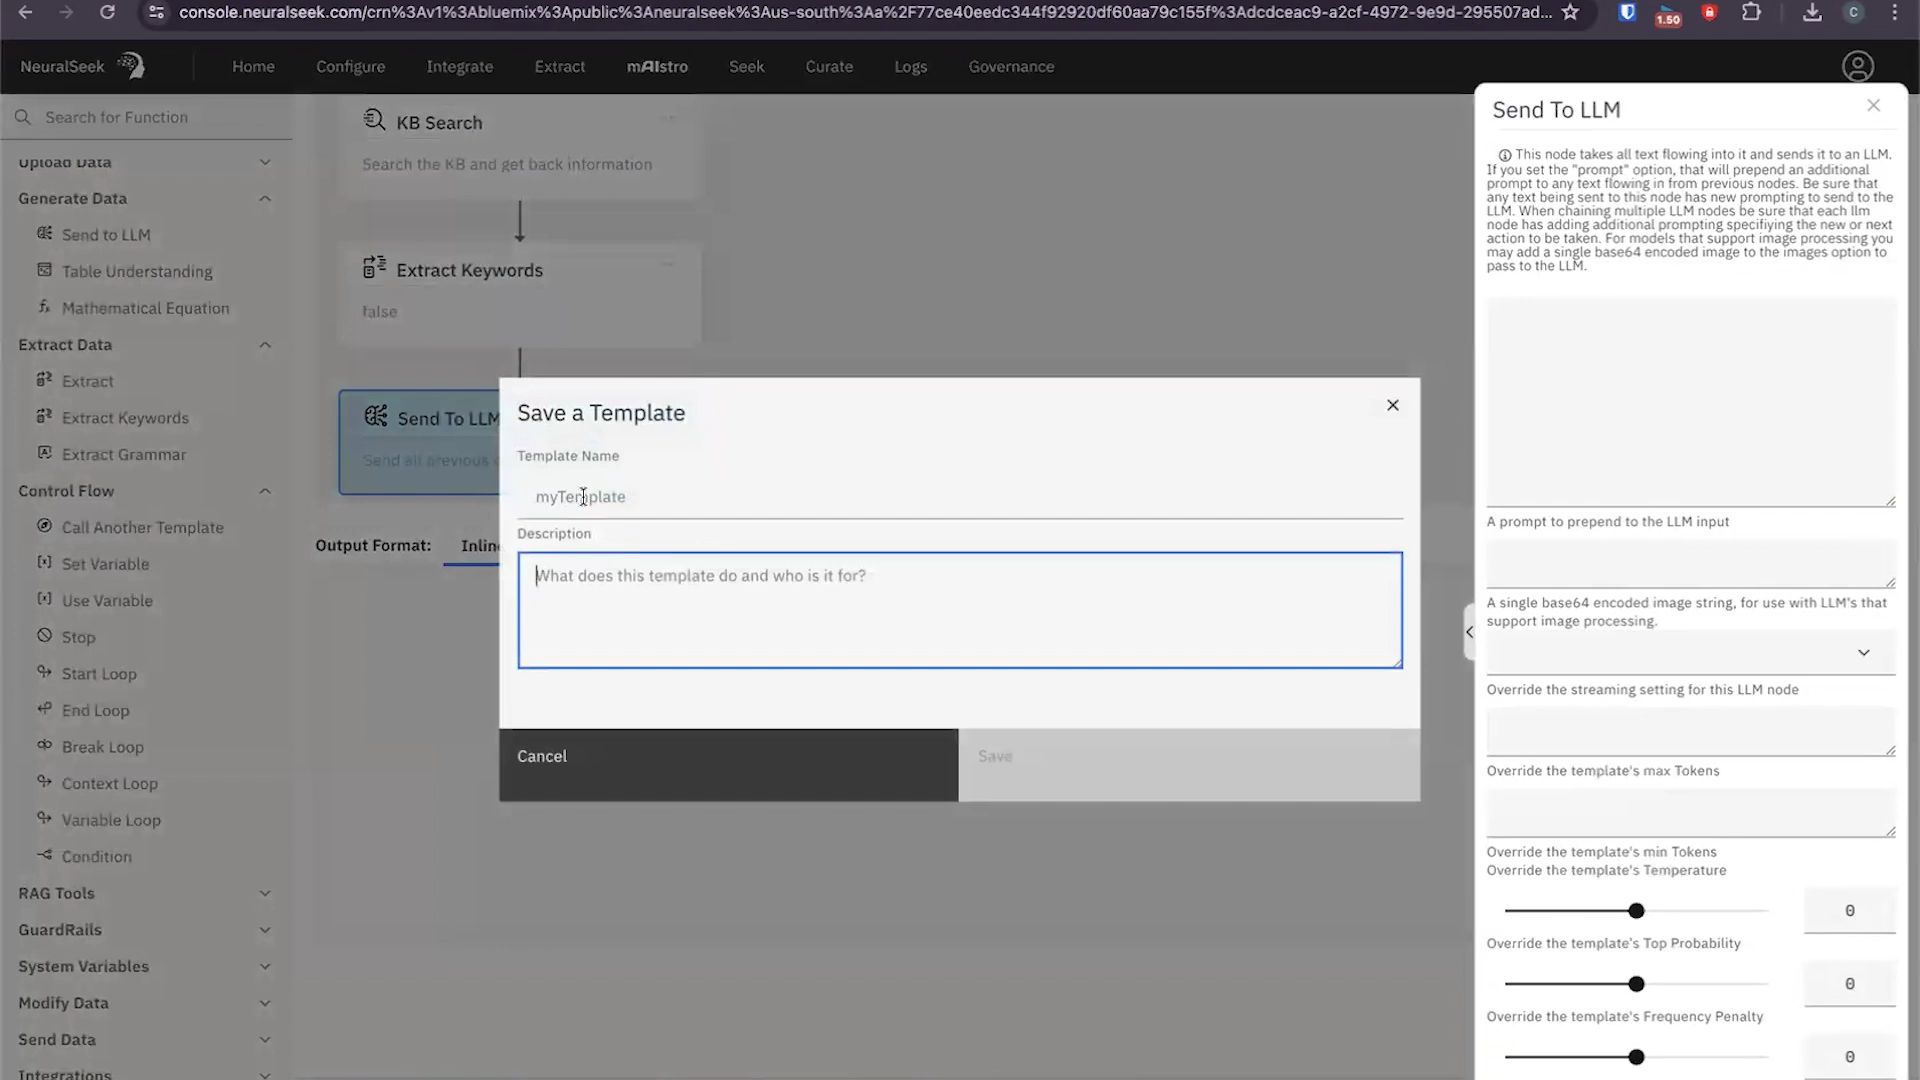 console.neuralseek.com/crn%3Av1%3Abluemix%3Apublic%3Aneuralseek%3Aus-south%3Aa%2F77ce40eedc344f92920df60aa79c155f%3Adcdceac9-a2cf-4972-9e9d-295507ad...
1.50
C
NeuralSeek
Home
Configure
Integrate
Extract
mAIstro
Seek
Curate
Logs
Governance
Search for Function
Upload Data
Generate Data
Send to LLM
Table Understanding
Mathematical Equation
Extract Data
Extract
Extract Keywords
Extract Grammar
Control Flow
Call Another Template
Set Variable
Use Variable
Stop
Start Loop
End Loop
Break Loop
Context Loop
Variable Loop
Condition
RAG Tools
GuardRails
System Variables
Modify Data
Send Data
Integrations
KB Search
Search the KB and get back information
Extract Keywords
false
Send To LLM
Send all previous
Output Format:
Inlin
Save a Template
Template Name
myTemplate
Description
What does this template do and who is it for?
Cancel
Save
Send To LLM
This node takes all text flowing into it and sends it to an LLM.
If you set the "prompt" option, that will prepend an additional
prompt to any text flowing in from previous nodes. Be sure that
any text being sent to this node has new prompting to send to the
LLM. When chaining multiple LLM nodes be sure that each llm
node has adding additional prompting specifiying the new or next
action to be taken. For models that support image processing you
may add a single base64 encoded image to the images option to
pass to the LLM.
A prompt to prepend to the LLM input
A single base64 encoded image string, for use with LLM's that
support image processing.
Override the streaming setting for this LLM node
Override the template's max Tokens
Override the template's min Tokens
Override the template's Temperature
0
Override the template's Top Probability
0
Override the template's Frequency Penalty
0